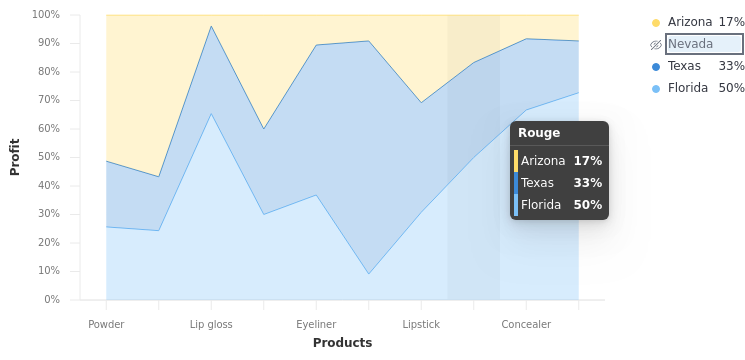 100%
90%
80%
70%
60%
50%
40%
30%
20%
10%
0%
Profit
Powder
Lip gloss
Eyeliner
Lipstick
Concealer
Products
Rouge
Arizona 17%
Texas 33%
Florida 50%
Arizona 17%
Nevada
Texas 33%
Florida 50%